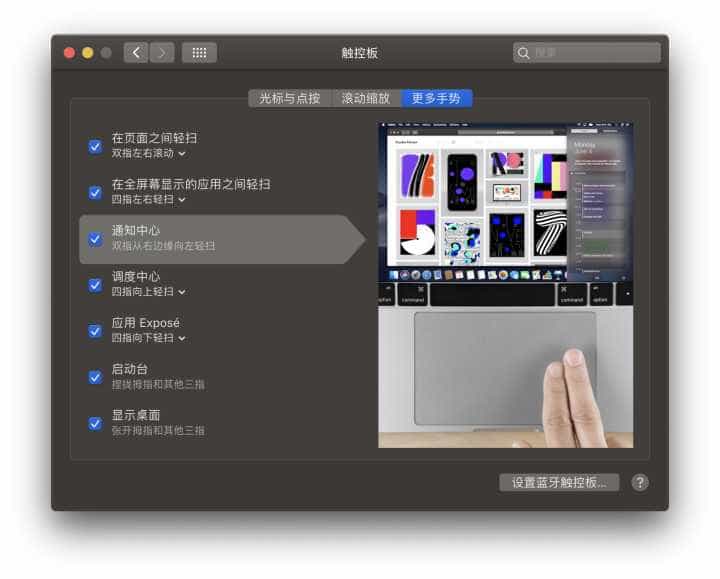 触控板
搜索
光标与点按
滚动缩放
更多手势
在页面之间轻扫
双指左右滚动
在全屏幕显示的应用之间轻扫
四指左右轻扫
通知中心
双指从右边缘向左轻扫
调度中心
四指向上轻扫
应用 Exposé
四指向下轻扫
启动台
捏拢拇指和其他三指
显示桌面
张开拇指和其他三指
Monday
June 4
option
command
command
option
设置蓝牙触控板...
?